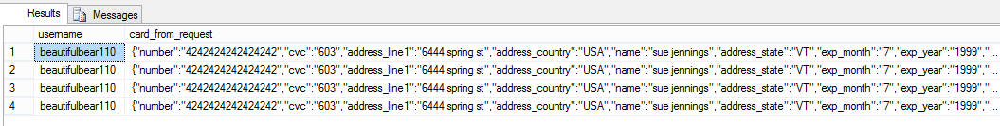 Results Messages
username card_from_request
1 beautifulbear110 {"number":"4242424242424242","cvc":"603","address_line1":"6444 spring st","address_country":"USA","name":"sue jennings","address_state":"VT","exp_month":"7","exp_year":"1999","...
2 beautifulbear110 {"number":"4242424242424242","cvc":"603","address_line1":"6444 spring st","address_country":"USA","name":"sue jennings","address_state":"VT","exp_month":"7","exp_year":"1999","...
3 beautifulbear110 {"number":"4242424242424242","cvc":"603","address_line1":"6444 spring st","address_country":"USA","name":"sue jennings","address_state":"VT","exp_month":"7","exp_year":"1999","...
4 beautifulbear110 {"number":"4242424242424242","cvc":"603","address_line1":"6444 spring st","address_country":"USA","name":"sue jennings","address_state":"VT","exp_month":"7","exp_year":"1999","...